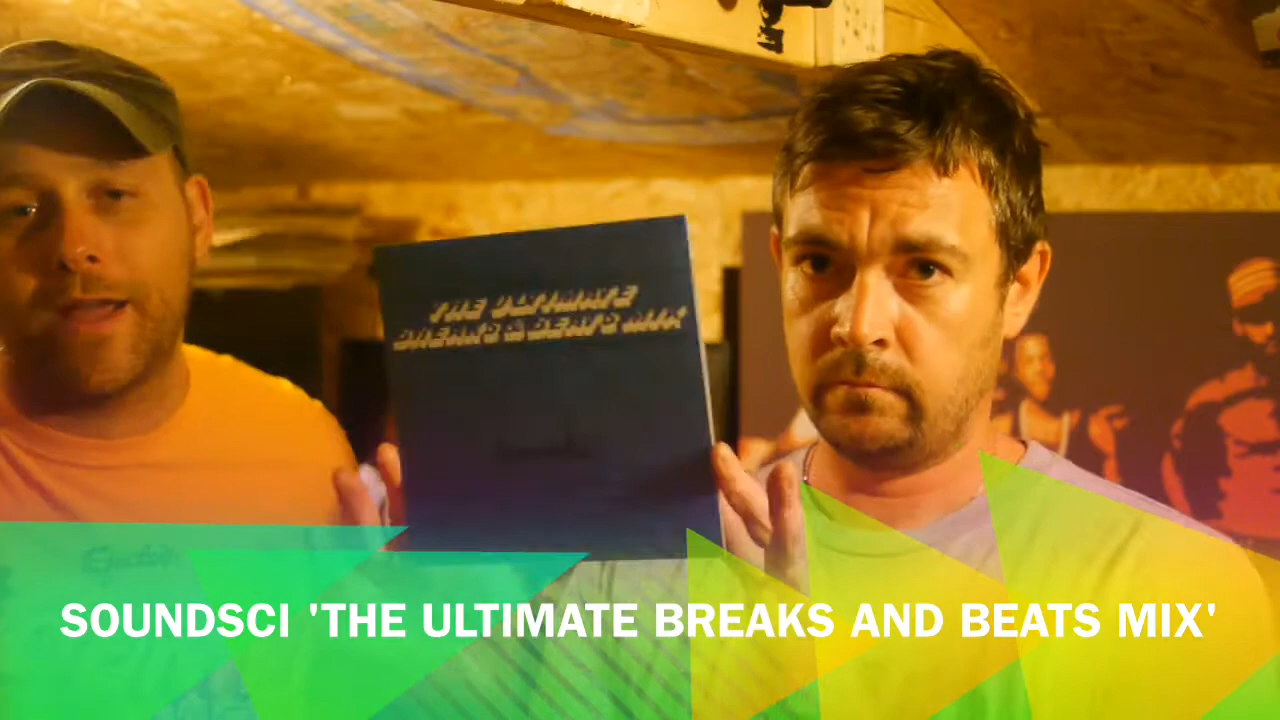 THE ULTIMATE
BREAKS & BEATS MIX
SOUNDSCI 'THE ULTIMATE BREAKS AND BEATS MIX'